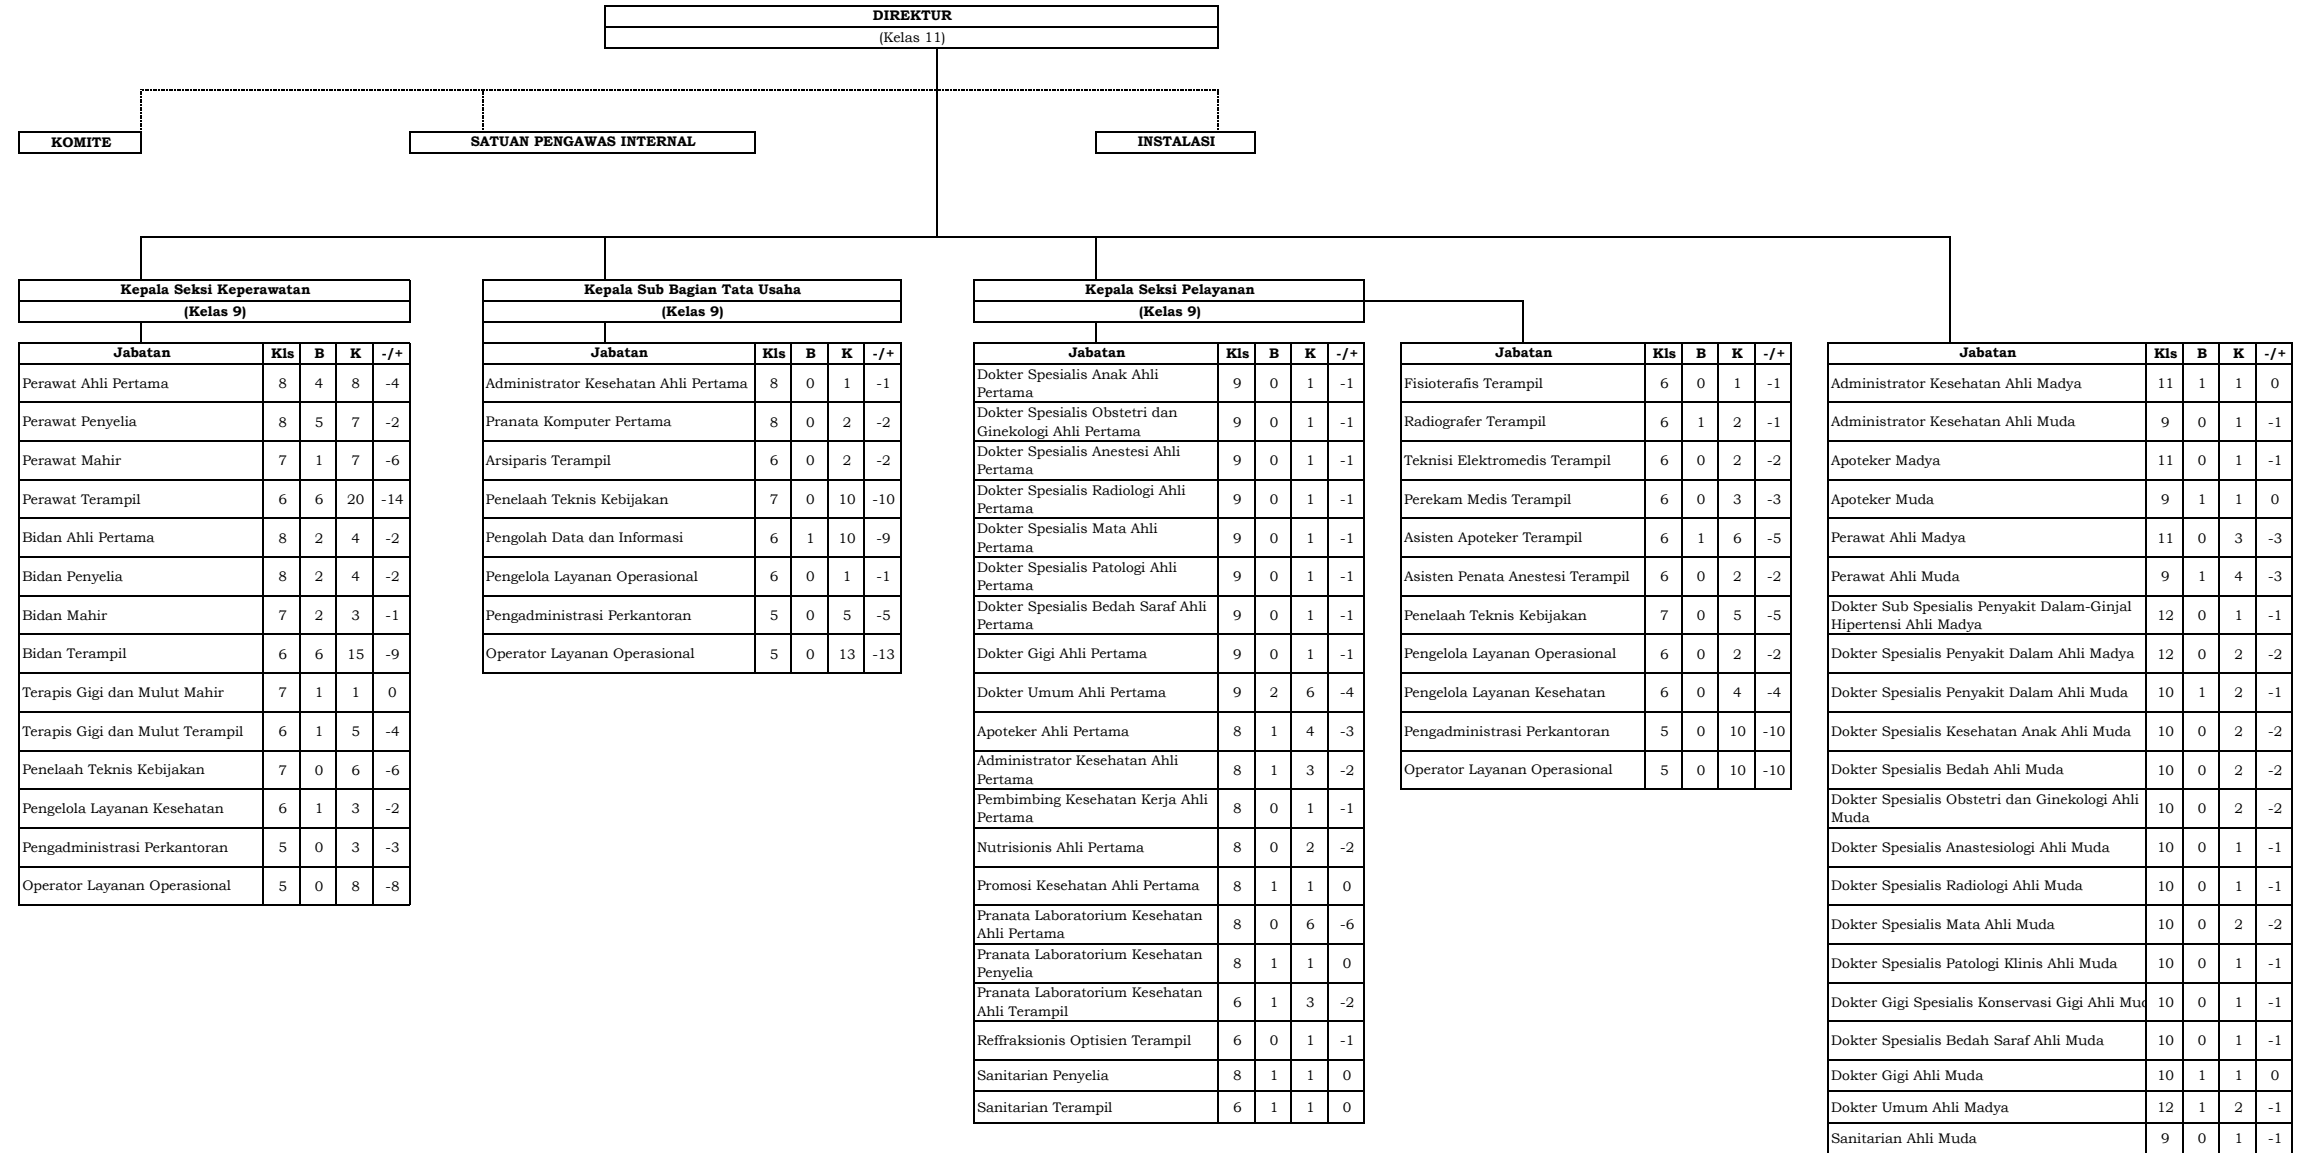 DIREKTUR
(Kelas 11)
KOMITE
SATUAN PENGAWAS INTERNAL
INSTALASI
Kepala Seksi Keperawatan
(Kelas 9)
Jabatan Kls B K -/+
Perawat Ahli Pertama 8 4 8 -4
Perawat Penyelia 8 5 7 -2
Perawat Mahir 7 1 7 -6
Perawat Terampil 6 6 20 -14
Bidan Ahli Pertama 8 2 4 -2
Bidan Penyelia 8 2 4 -2
Bidan Mahir 7 2 3 -1
Bidan Terampil 6 6 15 -9
Terapis Gigi dan Mulut Mahir 7 1 1 0
Terapis Gigi dan Mulut Terampil 6 1 5 -4
Penelaah Teknis Kebijakan 7 0 6 -6
Pengelola Layanan Kesehatan 6 1 3 -2
Pengadministrasi Perkantoran 5 0 3 -3
Operator Layanan Operasional 5 0 8 -8
Kepala Sub Bagian Tata Usaha
(Kelas 9)
Jabatan Kls B K -/+
Administrator Kesehatan Ahli Pertama 8 0 1 -1
Pranata Komputer Pertama 8 0 2 -2
Arsiparis Terampil 6 0 2 -2
Penelaah Teknis Kebijakan 7 0 10 -10
Pengolah Data dan Informasi 6 1 10 -9
Pengelola Layanan Operasional 6 0 1 -1
Pengadministrasi Perkantoran 5 0 5 -5
Operator Layanan Operasional 5 0 13 -13
Kepala Seksi Pelayanan
(Kelas 9)
Jabatan Kls B K -/+
Dokter Spesialis Anak Ahli
Pertama 9 0 1 -1
Dokter Spesialis Obstetri dan
Ginekologi Ahli Pertama 9 0 1 -1
Dokter Spesialis Anestesi Ahli
Pertama 9 0 1 -1
Dokter Spesialis Radiologi Ahli
Pertama 9 0 1 -1
Dokter Spesialis Mata Ahli
Pertama 9 0 1 -1
Dokter Spesialis Patologi Ahli
Pertama 9 0 1 -1
Dokter Spesialis Bedah Saraf Ahli
Pertama 9 0 1 -1
Dokter Gigi Ahli Pertama 9 0 1 -1
Dokter Umum Ahli Pertama 9 2 6 -4
Apoteker Ahli Pertama 8 1 4 -3
Administrator Kesehatan Ahli
Pertama 8 1 3 -2
Pembimbing Kesehatan Kerja Ahli
Pertama 8 0 1 -1
Nutrisionis Ahli Pertama 8 0 2 -2
Promosi Kesehatan Ahli Pertama 8 1 1 0
Pranata Laboratorium Kesehatan
Ahli Pertama 8 0 6 -6
Pranata Laboratorium Kesehatan
Penyelia 8 1 1 0
Pranata Laboratorium Kesehatan
Ahli Terampil 6 1 3 -2
Reffraksionis Optisien Terampil 6 0 1 -1
Sanitarian Penyelia 8 1 1 0
Sanitarian Terampil 6 1 1 0
Jabatan Kls B K -/+
Fisioterafis Terampil 6 0 1 -1
Radiografer Terampil 6 1 2 -1
Teknisi Elektromedis Terampil 6 0 2 -2
Perekam Medis Terampil 6 0 3 -3
Asisten Apoteker Terampil 6 1 6 -5
Asisten Penata Anestesi Terampil 6 0 2 -2
Penelaah Teknis Kebijakan 7 0 5 -5
Pengelola Layanan Operasional 6 0 2 -2
Pengelola Layanan Kesehatan 6 0 4 -4
Pengadministrasi Perkantoran 5 0 10 -10
Operator Layanan Operasional 5 0 10 -10
Jabatan Kls B K -/+
Administrator Kesehatan Ahli Madya 11 1 1 0
Administrator Kesehatan Ahli Muda 9 0 1 -1
Apoteker Madya 11 0 1 -1
Apoteker Muda 9 1 1 0
Perawat Ahli Madya 11 0 3 -3
Perawat Ahli Muda 9 1 4 -3
Dokter Sub Spesialis Penyakit Dalam-Ginjal
Hipertensi Ahli Madya 12 0 1 -1
Dokter Spesialis Penyakit Dalam Ahli Madya 12 0 2 -2
Dokter Spesialis Penyakit Dalam Ahli Muda 10 1 2 -1
Dokter Spesialis Kesehatan Anak Ahli Muda 10 0 2 -2
Dokter Spesialis Bedah Ahli Muda 10 0 2 -2
Dokter Spesialis Obstetri dan Ginekologi Ahli
Muda 10 0 2 -2
Dokter Spesialis Anastesiologi Ahli Muda 10 0 1 -1
Dokter Spesialis Radiologi Ahli Muda 10 0 1 -1
Dokter Spesialis Mata Ahli Muda 10 0 2 -2
Dokter Spesialis Patologi Klinis Ahli Muda 10 0 1 -1
Dokter Gigi Spesialis Konservasi Gigi Ahli Mud 10 0 1 -1
Dokter Spesialis Bedah Saraf Ahli Muda 10 0 1 -1
Dokter Gigi Ahli Muda 10 1 1 0
Dokter Umum Ahli Madya 12 1 2 -1
Sanitarian Ahli Muda 9 0 1 -1